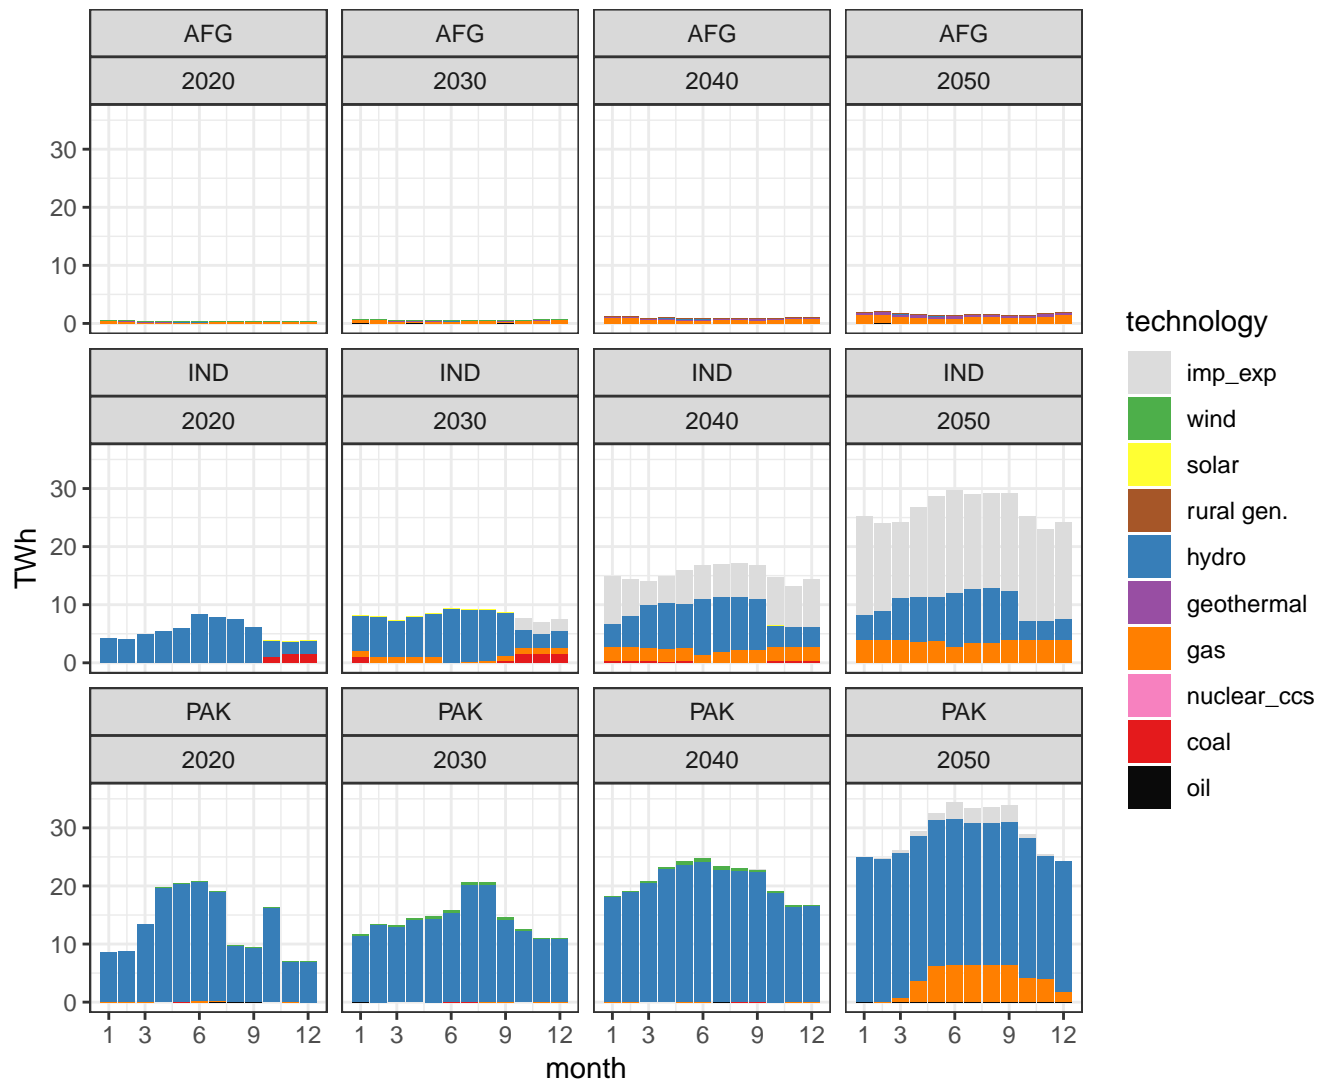 AFG AFG AFG AFG
2020 2030 2040 2050
30
20
10
0
IND IND IND IND
2020 2030 2040 2050
30
20
10
0
PAK PAK PAK PAK
2020 2030 2040 2050
30
20
10
0
1 3 6 9 12 1 3 6 9 12 1 3 6 9 12 1 3 6 9 12
month
TWh
technology
imp_exp
wind
solar
rural gen.
hydro
geothermal
gas
nuclear_ccs
coal
oil